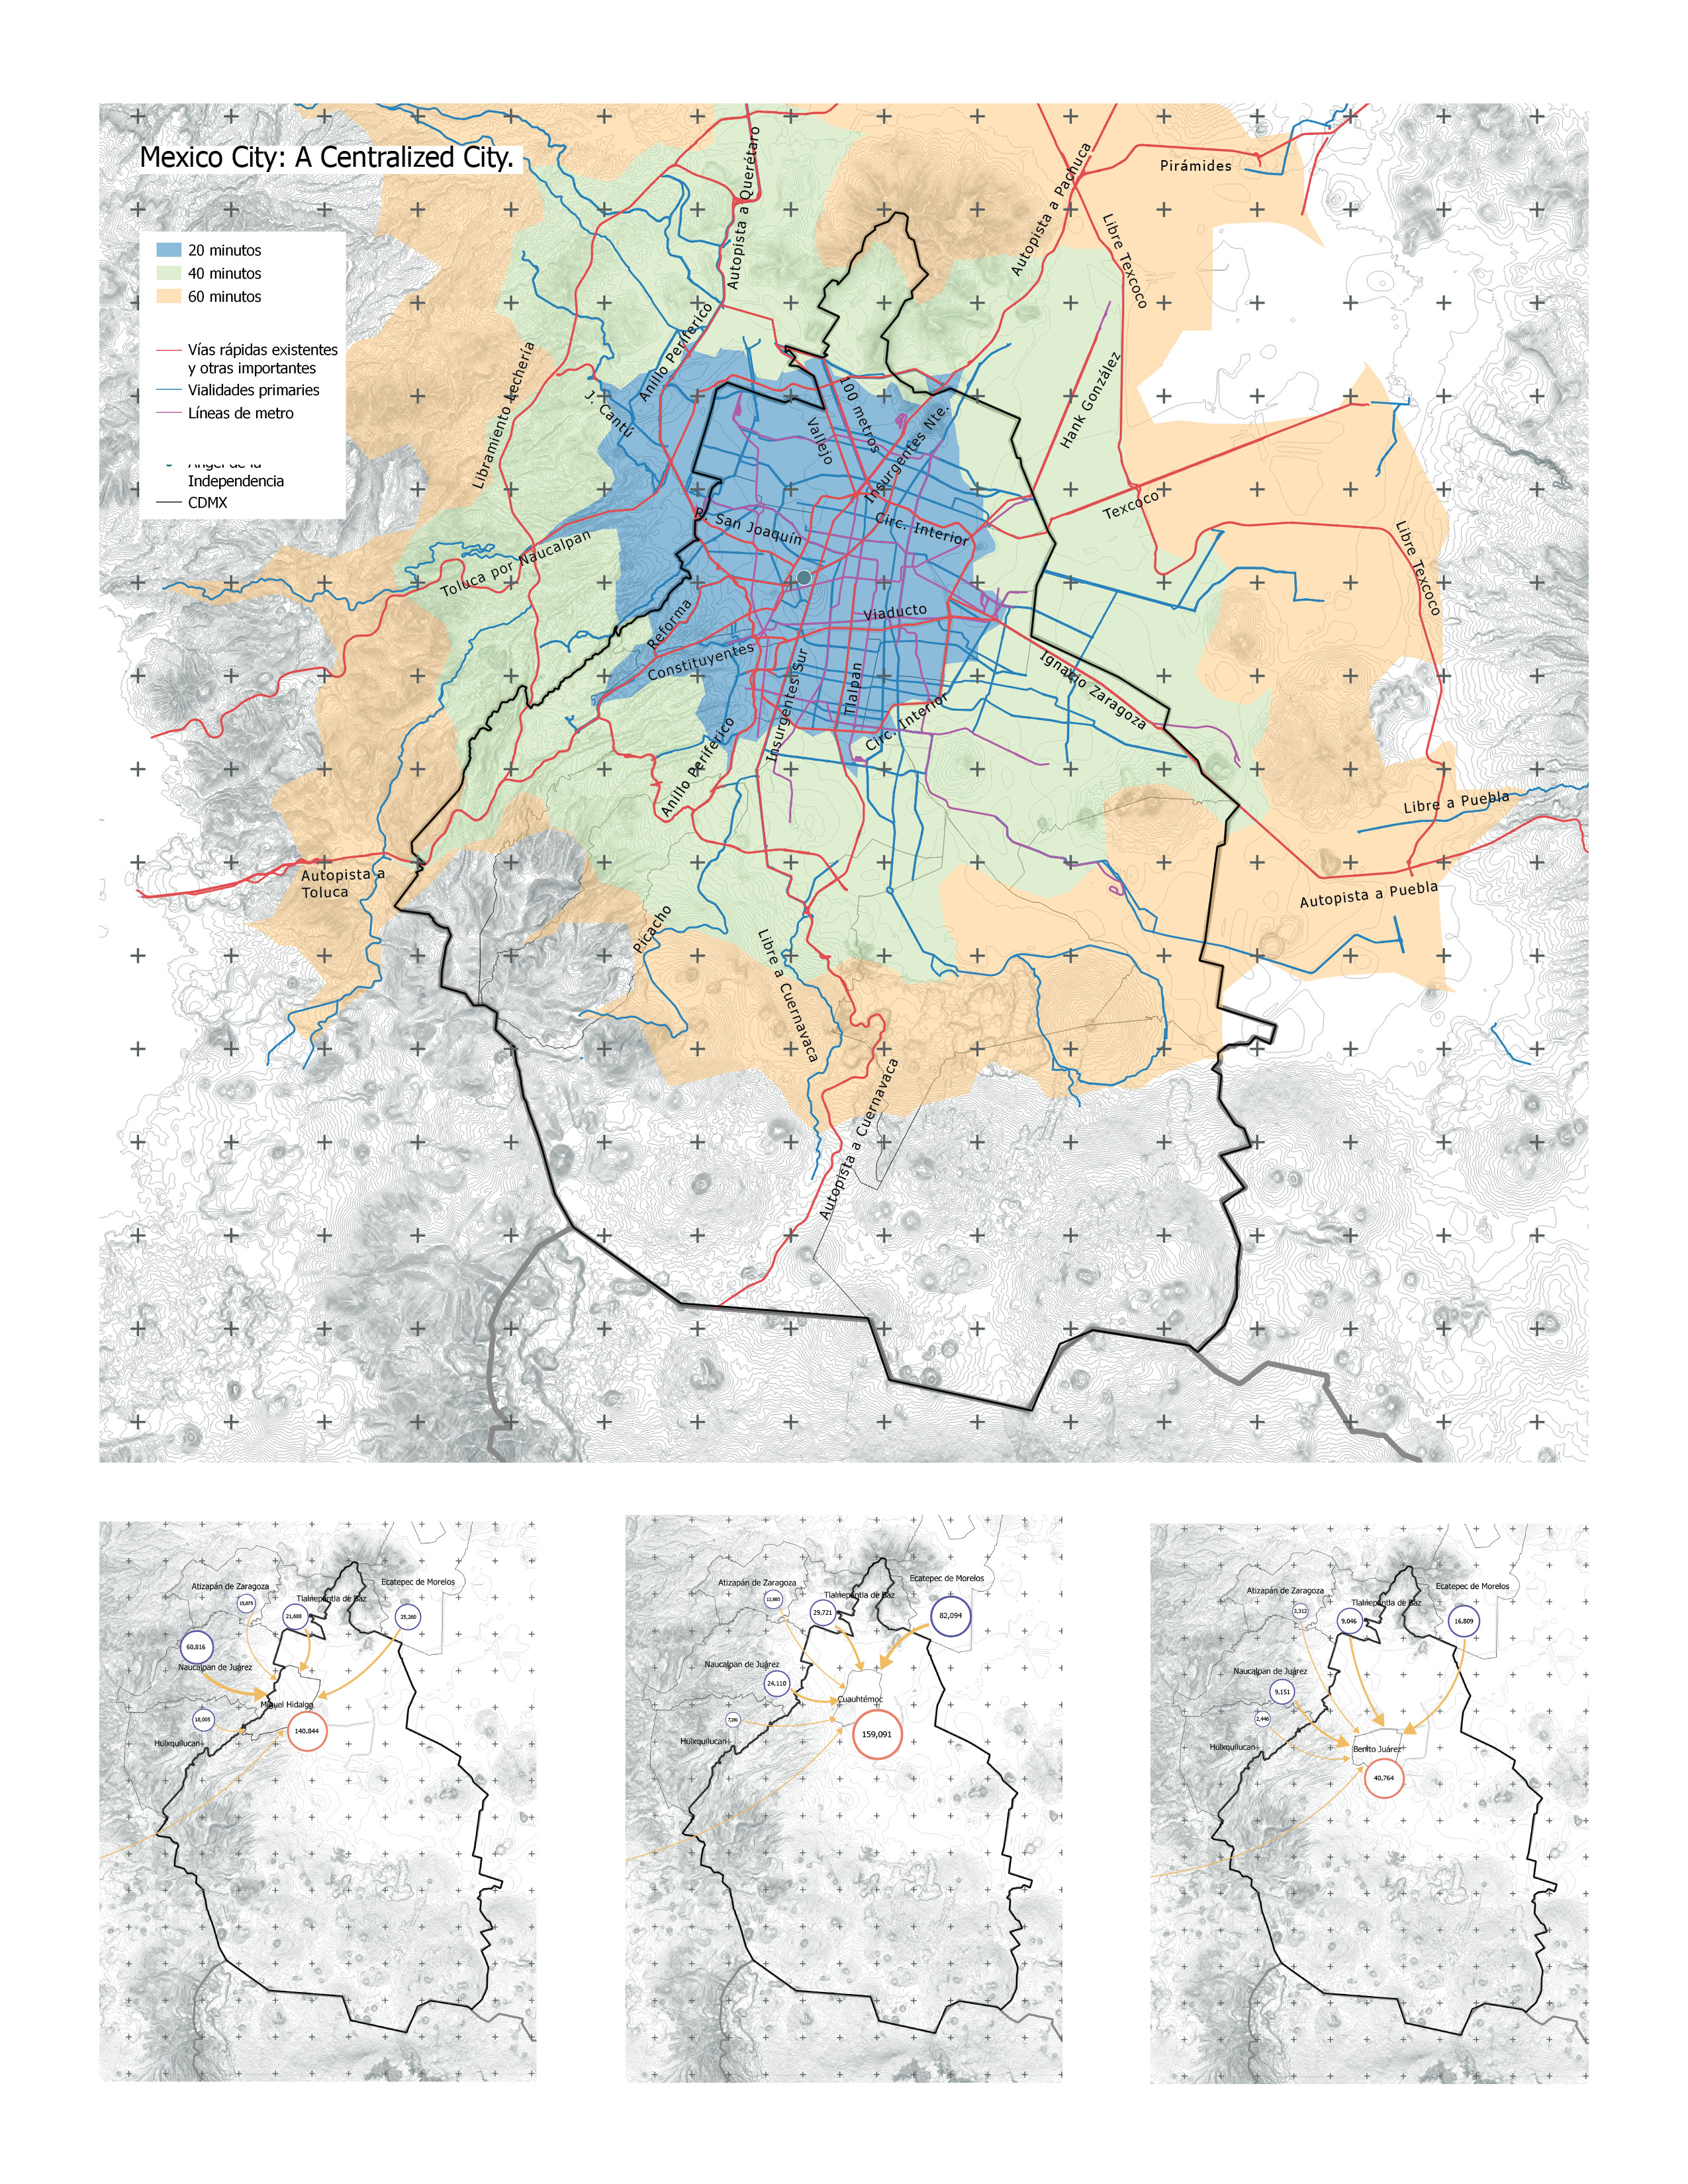 Mexico City: A Centralized City.
20 minutos
40 minutos
60 minutos
Vías rápidas existentes
y otras importantes
Vialidades primaries
Líneas de metro
Ángel de la
Independencia
CDMX
Autopista a Querétaro
Autopista a Pachuca
Pirámides
Libre Texcoco
Anillo Periferico
Libramiento Lechería
J. Cantú
100 metros
Vallejo
Insurgentes Nte.
Hank González
Texcoco
R. San Joaquín
Circ. Interior
Toluca por Naucalpan
Libre Texcoco
Reforma
Viaducto
Constituyentes
Insurgentes Sur
Tlalpan
Ignacio Zaragoza
Circ. Interior
Anillo Periferico
Libre a Puebla
Autopista a
Toluca
Autopista a Puebla
Picacho
Libre a Cuernavaca
Autopista a Cuernavaca
Atizapán de Zaragoza
Ecatepec de Morelos
Tlalnepantla de Baz
15,875
21,688
25,260
60,816
Naucalpan de Juárez
Miguel Hidalgo
18,005
140,844
Huixquilucan
Atizapán de Zaragoza
Ecatepec de Morelos
Tlalnepantla de Baz
12,885
29,721
82,094
Naucalpan de Juárez
24,110
Cuauhtémoc
7,281
159,091
Huixquilucan
Atizapán de Zaragoza
Ecatepec de Morelos
Tlalnepantla de Baz
3,312
9,046
16,809
Naucalpan de Juárez
9,151
2,446
Huixquilucan
Benito Juárez
40,764